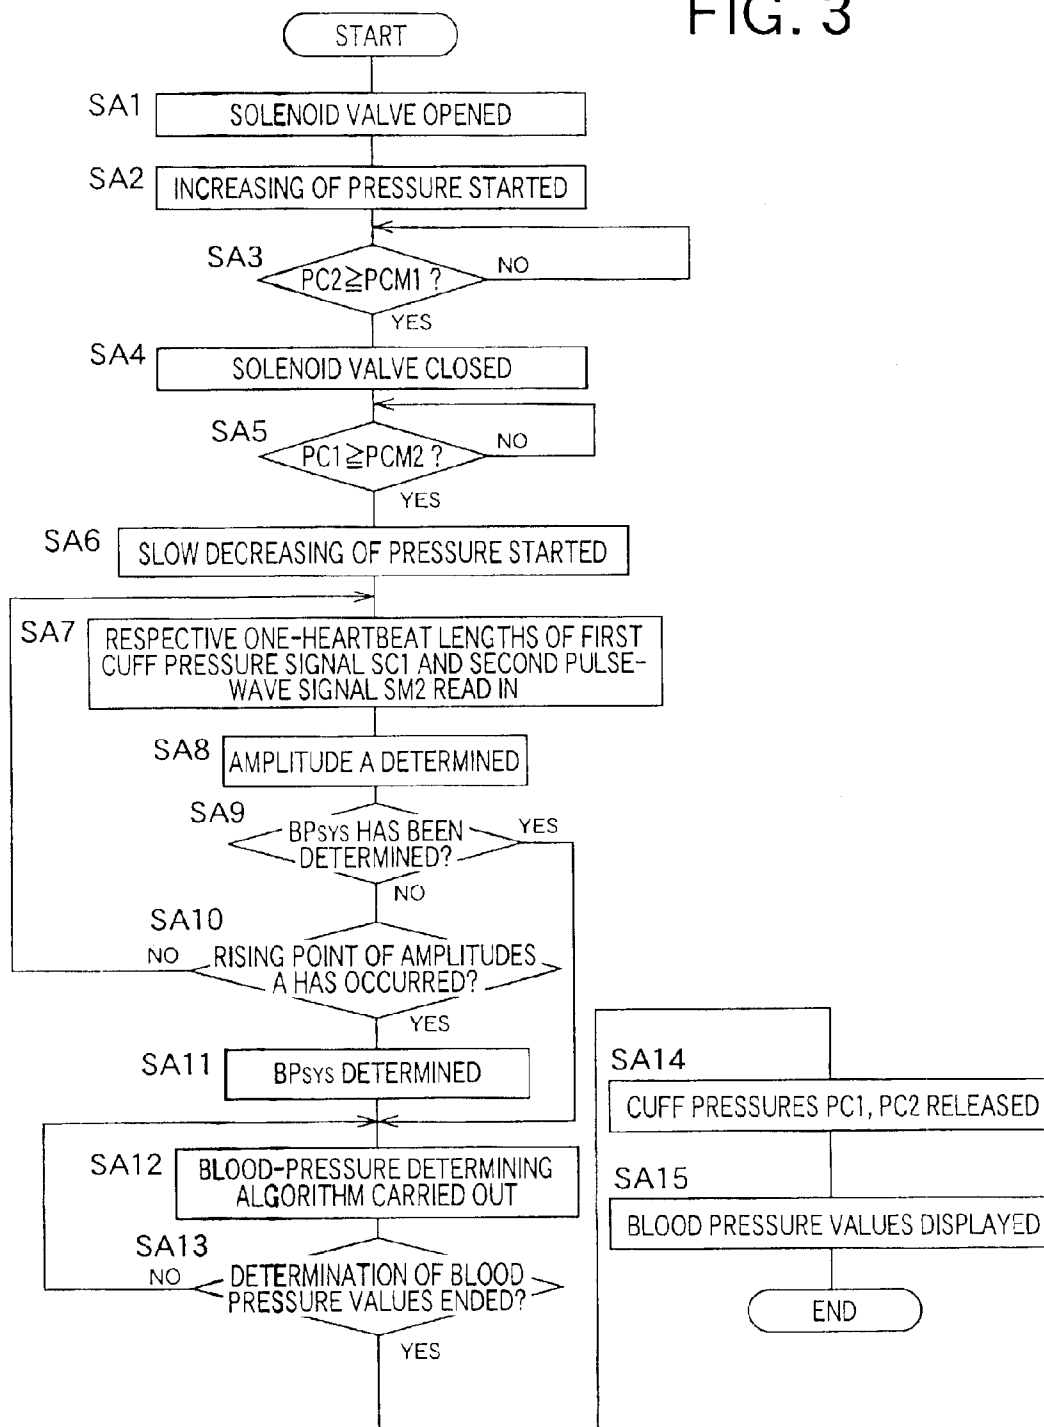 FIG. 3
START
SA1
SOLENOID VALVE OPENED
SA2
INCREASING OF PRESSURE STARTED
SA3
PC2≧PCM1 ?
NO
YES
SA4
SOLENOID VALVE CLOSED
SA5
PC1≧PCM2 ?
NO
YES
SA6
SLOW DECREASING OF PRESSURE STARTED
SA7
RESPECTIVE ONE-HEARTBEAT LENGTHS OF FIRST
CUFF PRESSURE SIGNAL SC1 AND SECOND PULSE-
WAVE SIGNAL SM2 READ IN
SA8
AMPLITUDE A DETERMINED
SA9
BPSYS HAS BEEN
DETERMINED?
YES
NO
SA10
RISING POINT OF AMPLITUDES
A HAS OCCURRED?
NO
YES
SA11
BPSYS DETERMINED
SA12
BLOOD-PRESSURE DETERMINING
ALGORITHM CARRIED OUT
SA13
DETERMINATION OF BLOOD
PRESSURE VALUES ENDED?
NO
YES
SA14
CUFF PRESSURES PC1, PC2 RELEASED
SA15
BLOOD PRESSURE VALUES DISPLAYED
END